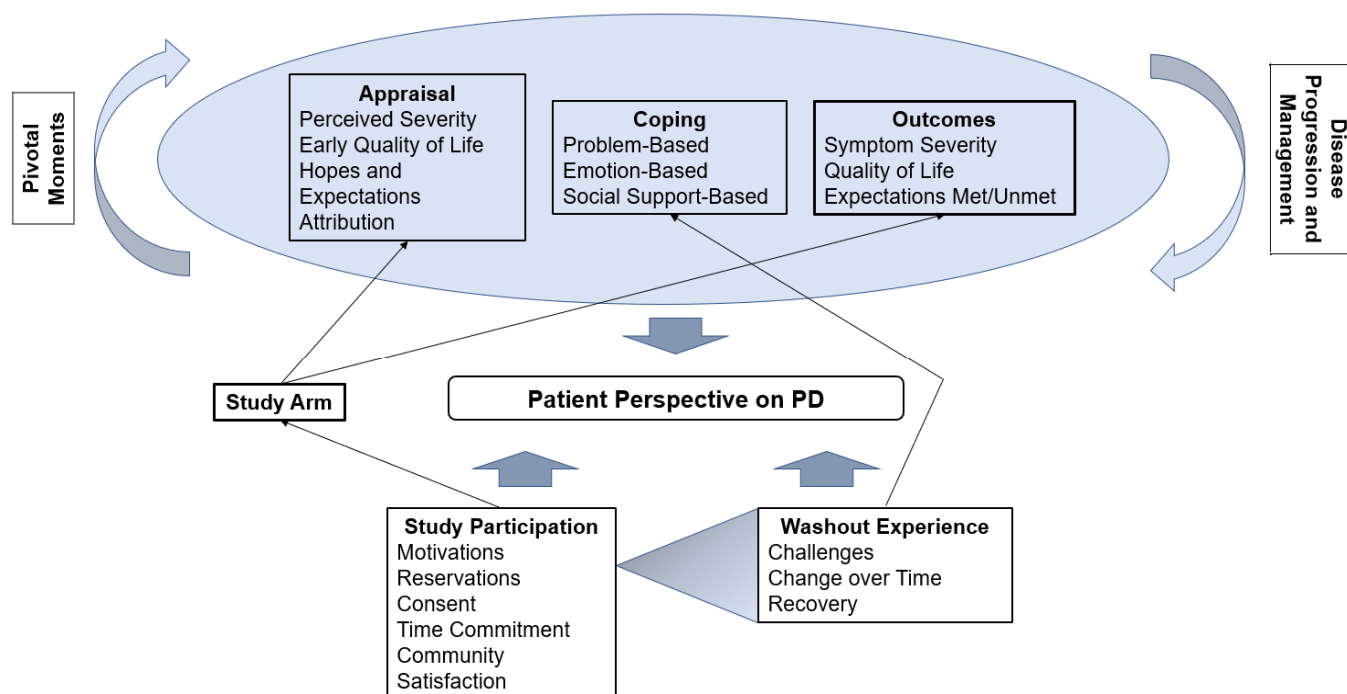 Pivotal
Moments
Appraisal
Perceived Severity
Early Quality of Life
Hopes and
Expectations
Attribution
Coping
Problem-Based
Emotion-Based
Social Support-Based
Outcomes
Symptom Severity
Quality of Life
Expectations Met/Unmet
Disease
Progression and
Management
Study Arm
Patient Perspective on PD
Study Participation
Motivations
Reservations
Consent
Time Commitment
Community
Satisfaction
Washout Experience
Challenges
Change over Time
Recovery